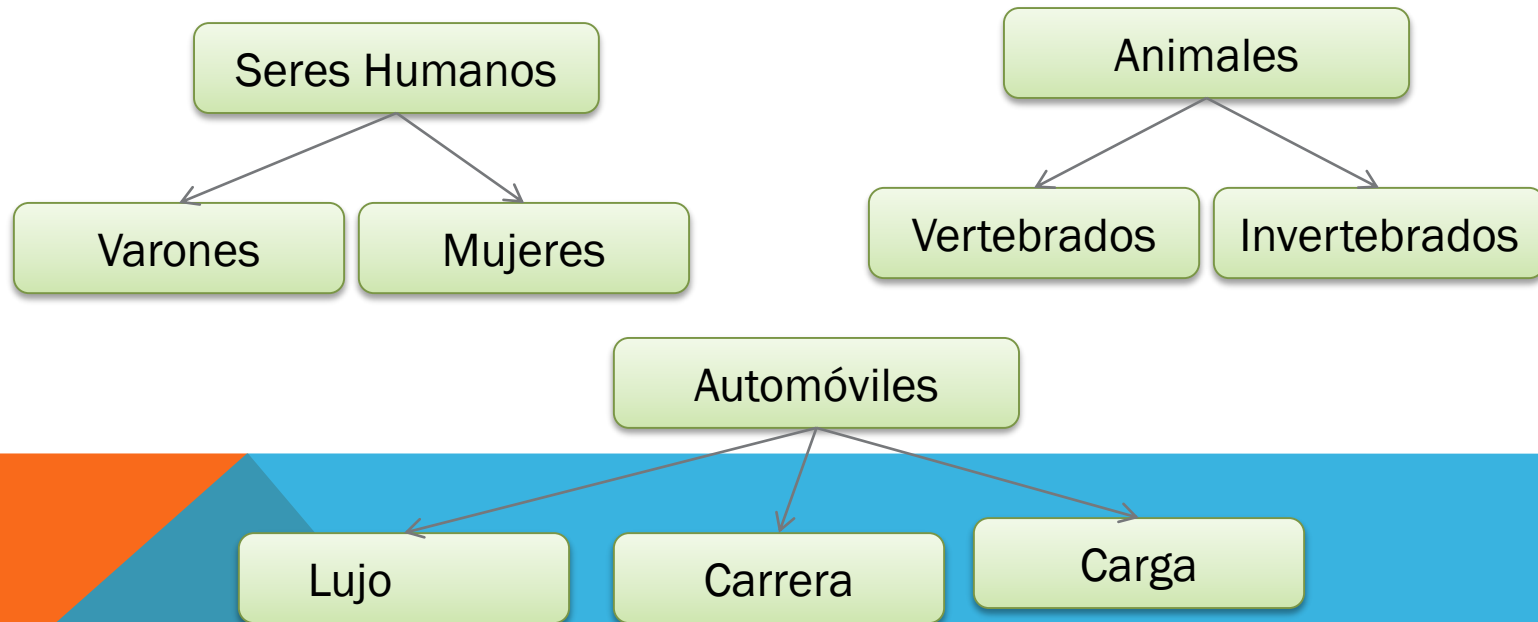 Seres Humanos
Animales
Varones
Mujeres
Vertebrados
Invertebrados
Automóviles
Lujo
Carrera
Carga